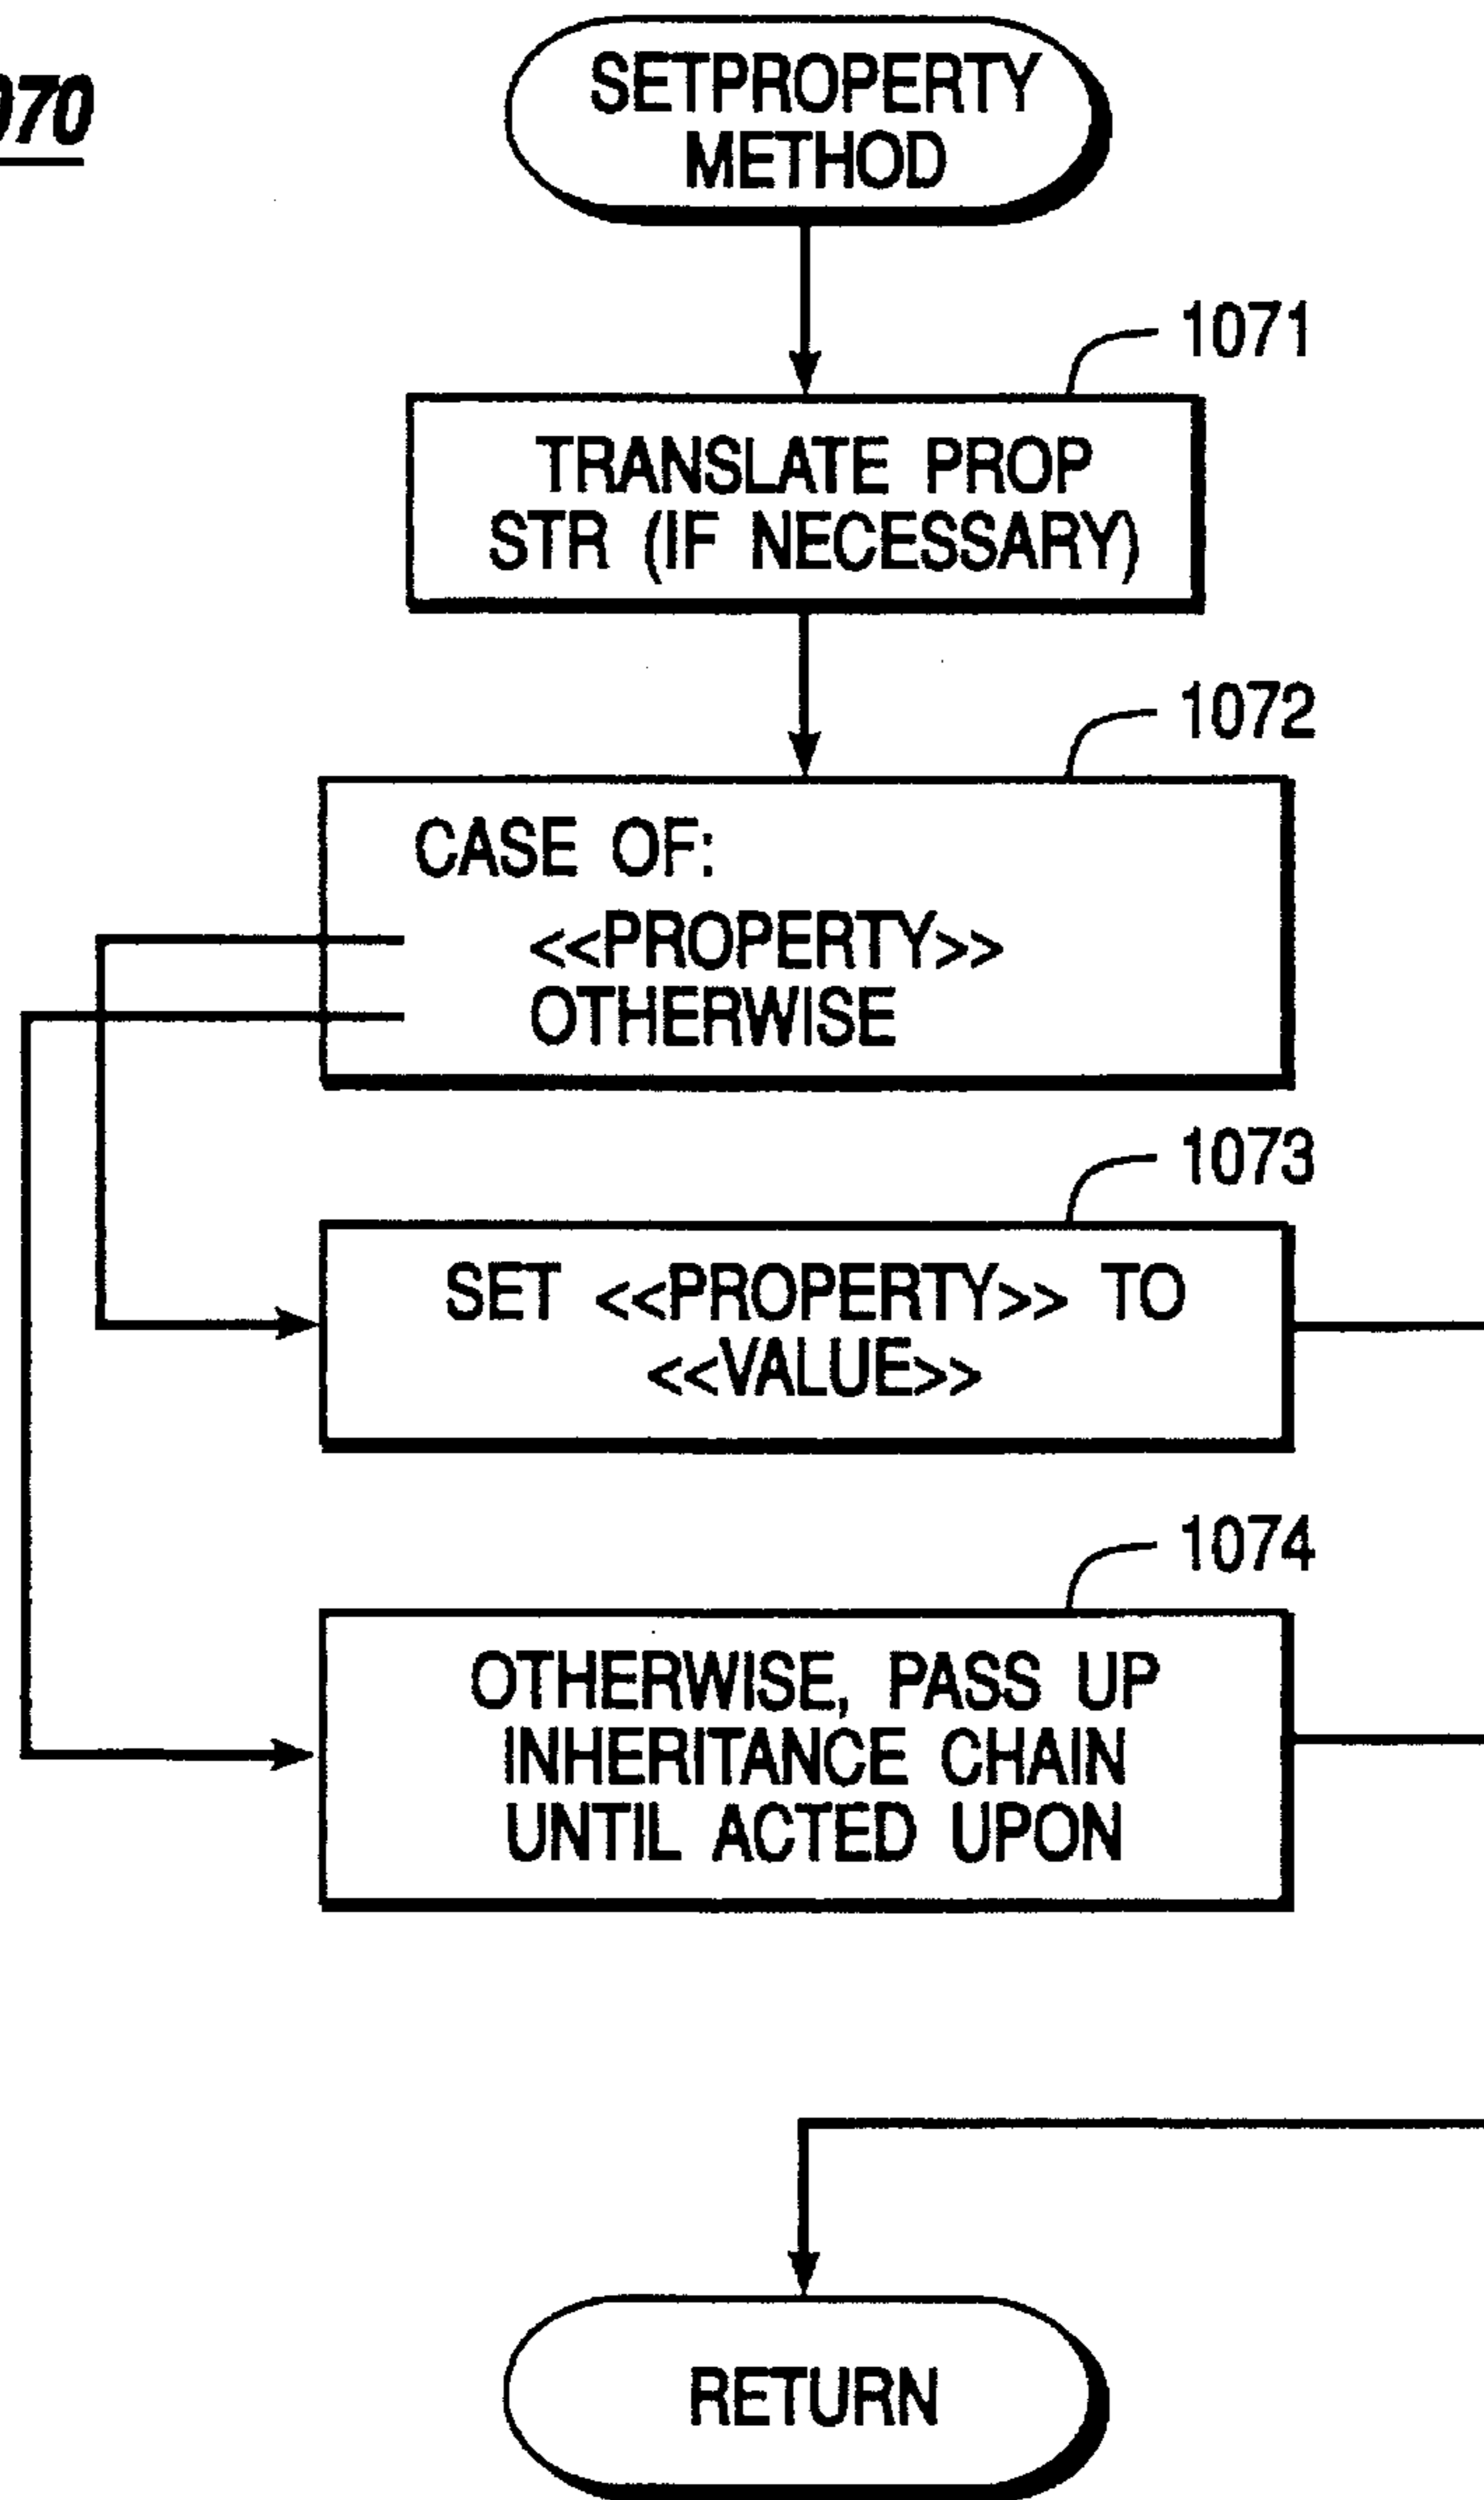 SETPROPERTY
METHOD
1071
TRANSLATE PROP
STR (IF NECESSARY)
1072
CASE OF:
<<PROPERTY>>
OTHERWISE
1073
SET <<PROPERTY>> TO
<<VALUE>>
1074
OTHERWISE, PASS UP
INHERITANCE CHAIN
UNTIL ACTED UPON
RETURN